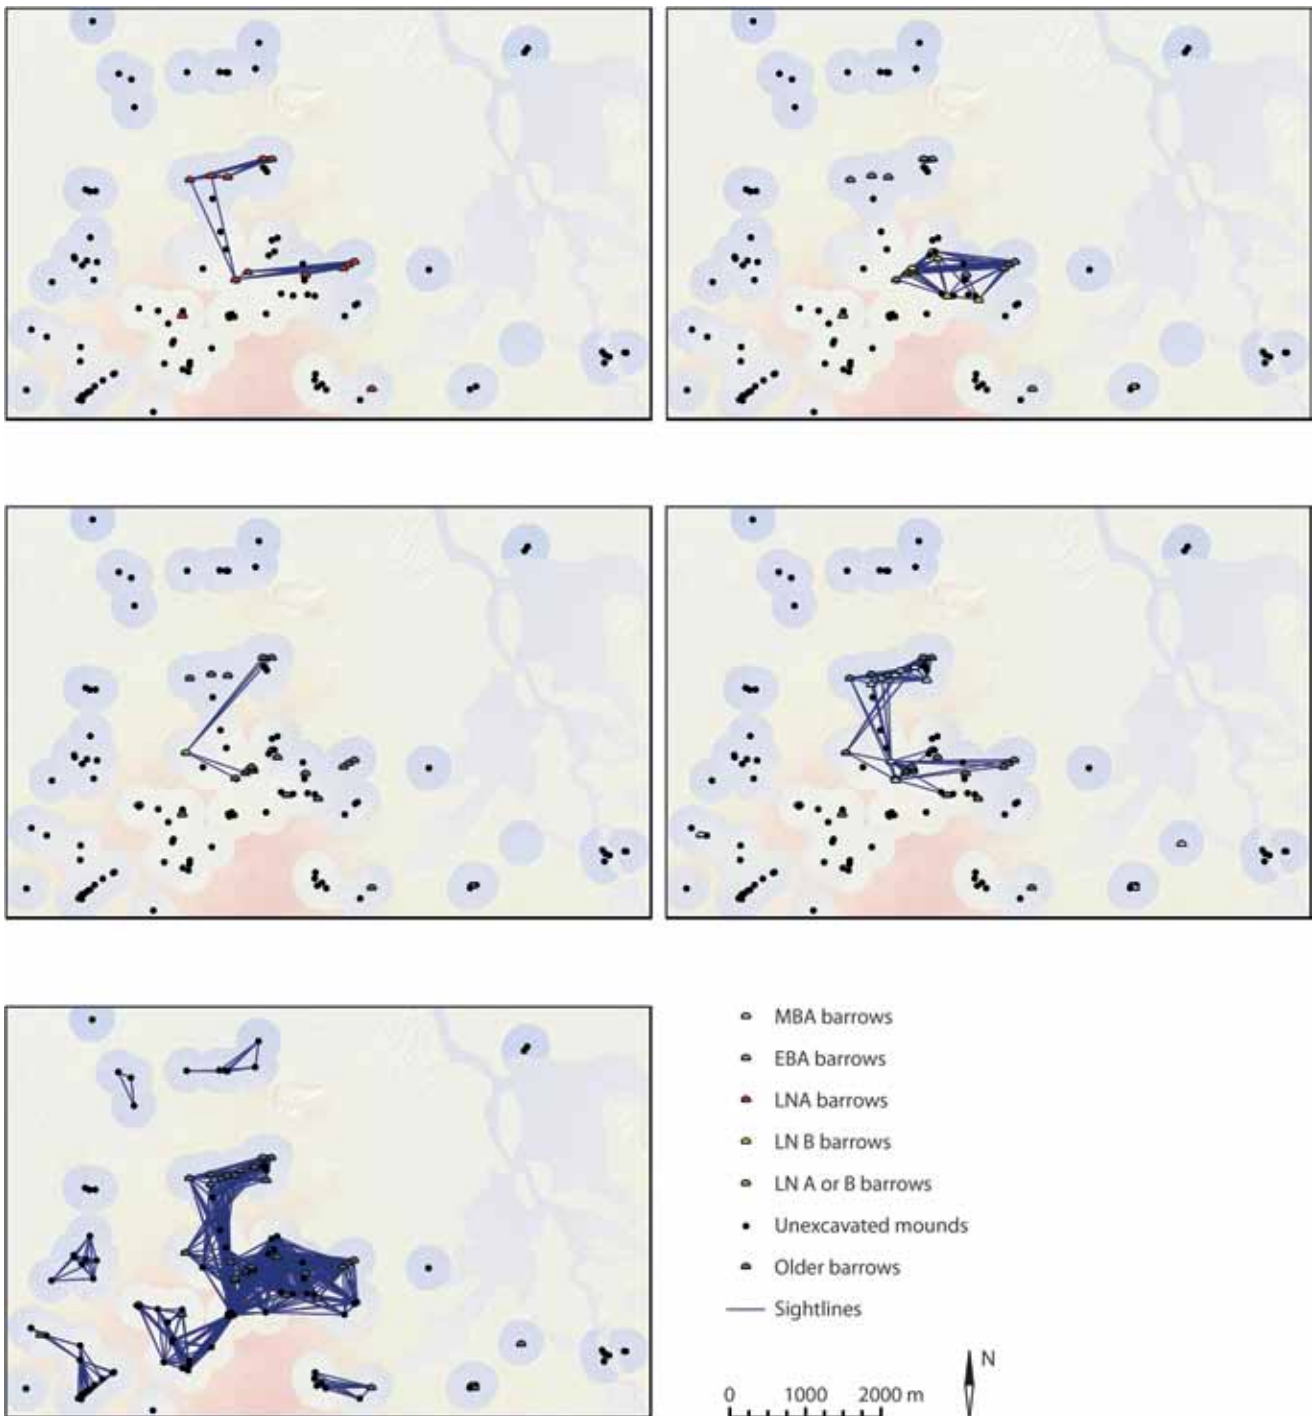 MBA barrows
EBA barrows
LNA barrows
LN B barrows
LN A or B barrows
Unexcavated mounds
Older barrows
Sightlines
N
0 1000 2000 m